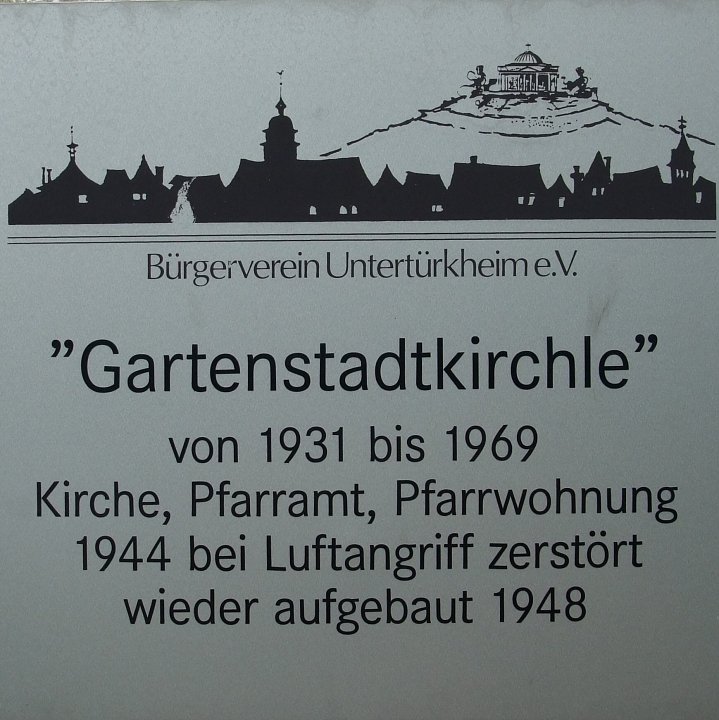 Bürgerverein Untertürkheim e.V.
”Gartenstadtkirchle”
von 1931 bis 1969
Kirche, Pfarramt, Pfarrwohnung
1944 bei Luftangriff zerstört
wieder aufgebaut 1948